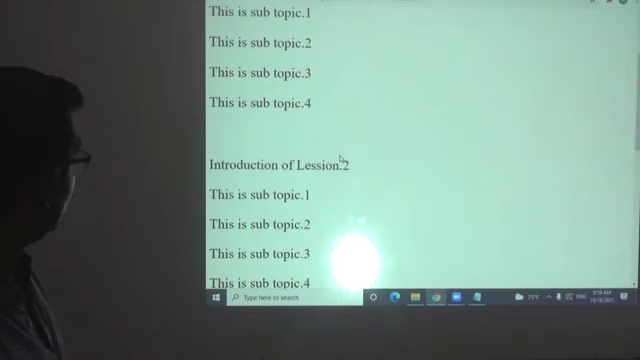 This is sub topic.1
This is sub topic.2
This is sub topic.3
This is sub topic.4
Introduction of Lession.2
This is sub topic.1
This is sub topic.2
This is sub topic.3
This is sub topic.4
Type here to search
ENG